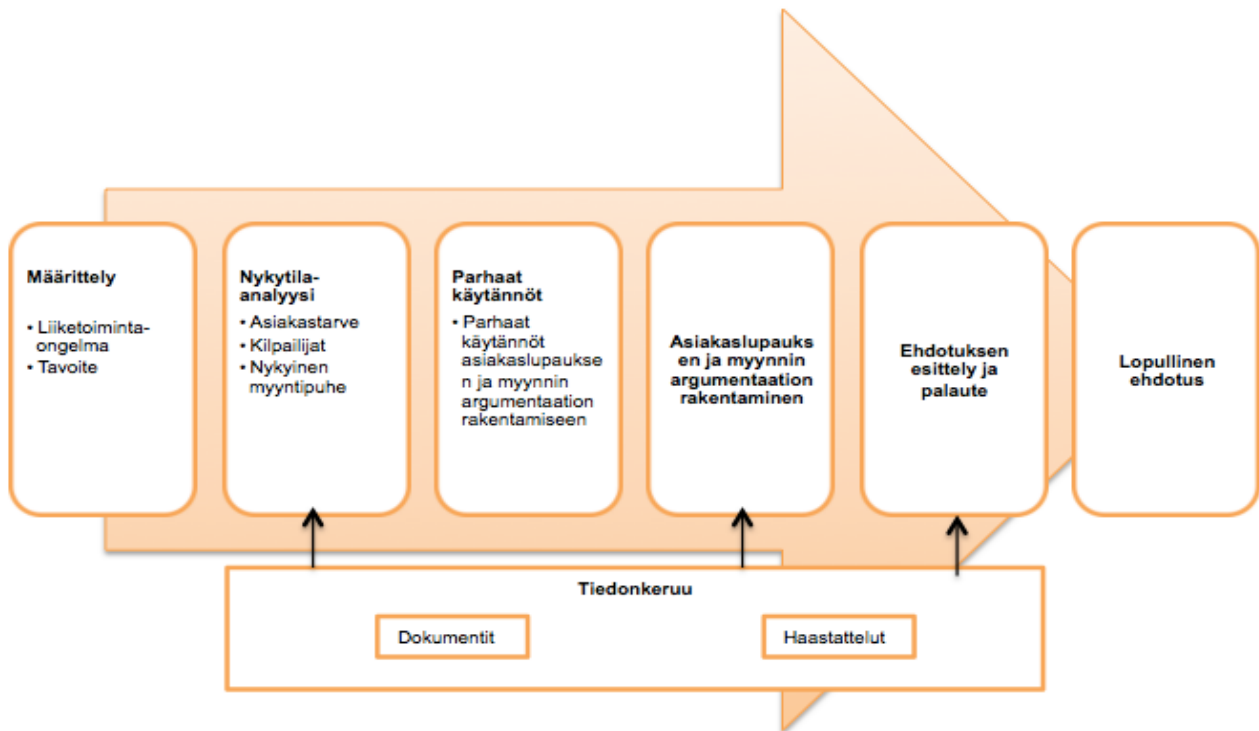 Määrittely
• Liiketoiminta-
ongelma
• Tavoite
Nykytila-
analyysi
• Asiakastarve
• Kilpailijat
• Nykyinen
myyntipuhe
Parhaat
käytännöt
• Parhaat
käytännöt
asiakaslupaukse
n ja myynnin
argumentaation
rakentamiseen
Asiakaslupauks
en ja myynnin
argumentaation
rakentaminen
Ehdotuksen
esittely ja
palaute
Lopullinen
ehdotus
Tiedonkeruu
Dokumentit
Haastattelut